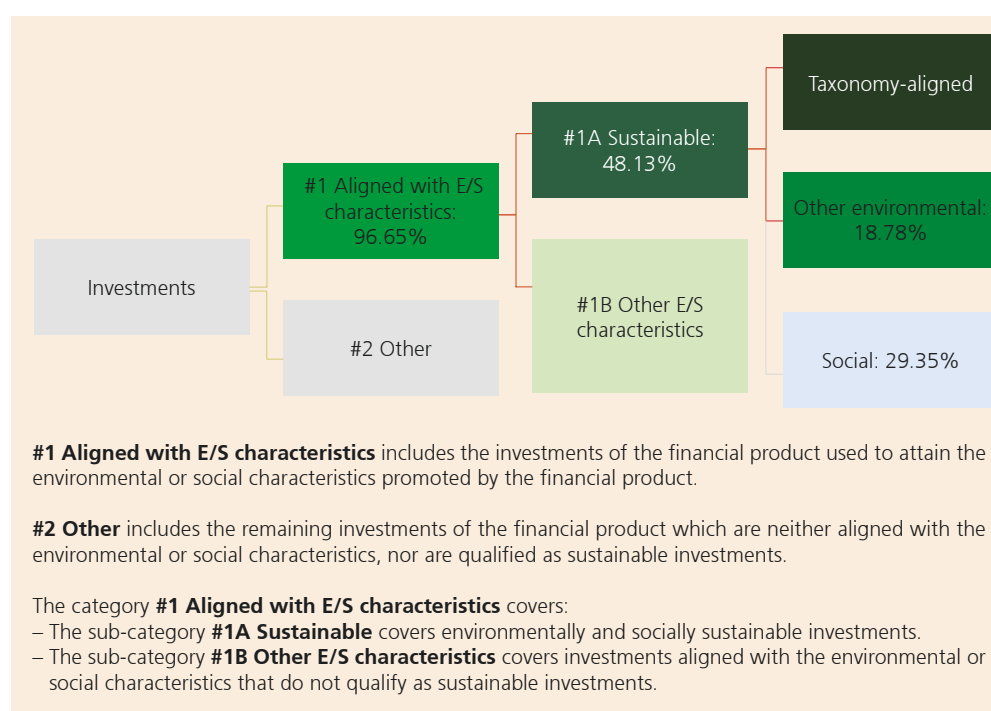 Taxonomy-aligned
#1A Sustainable:
48.13%
#1 Aligned with E/S
characteristics:
96.65%
Other environmental:
18.78%
Investments
#1B Other E/S
characteristics
#2 Other
Social: 29.35%
#1 Aligned with E/S characteristics includes the investments of the financial product used to attain the
environmental or social characteristics promoted by the financial product.
#2 Other includes the remaining investments of the financial product which are neither aligned with the
environmental or social characteristics, nor are qualified as sustainable investments.
The category #1 Aligned with E/S characteristics covers:
– The sub-category #1A Sustainable covers environmentally and socially sustainable investments.
– The sub-category #1B Other E/S characteristics covers investments aligned with the environmental or
social characteristics that do not qualify as sustainable investments.